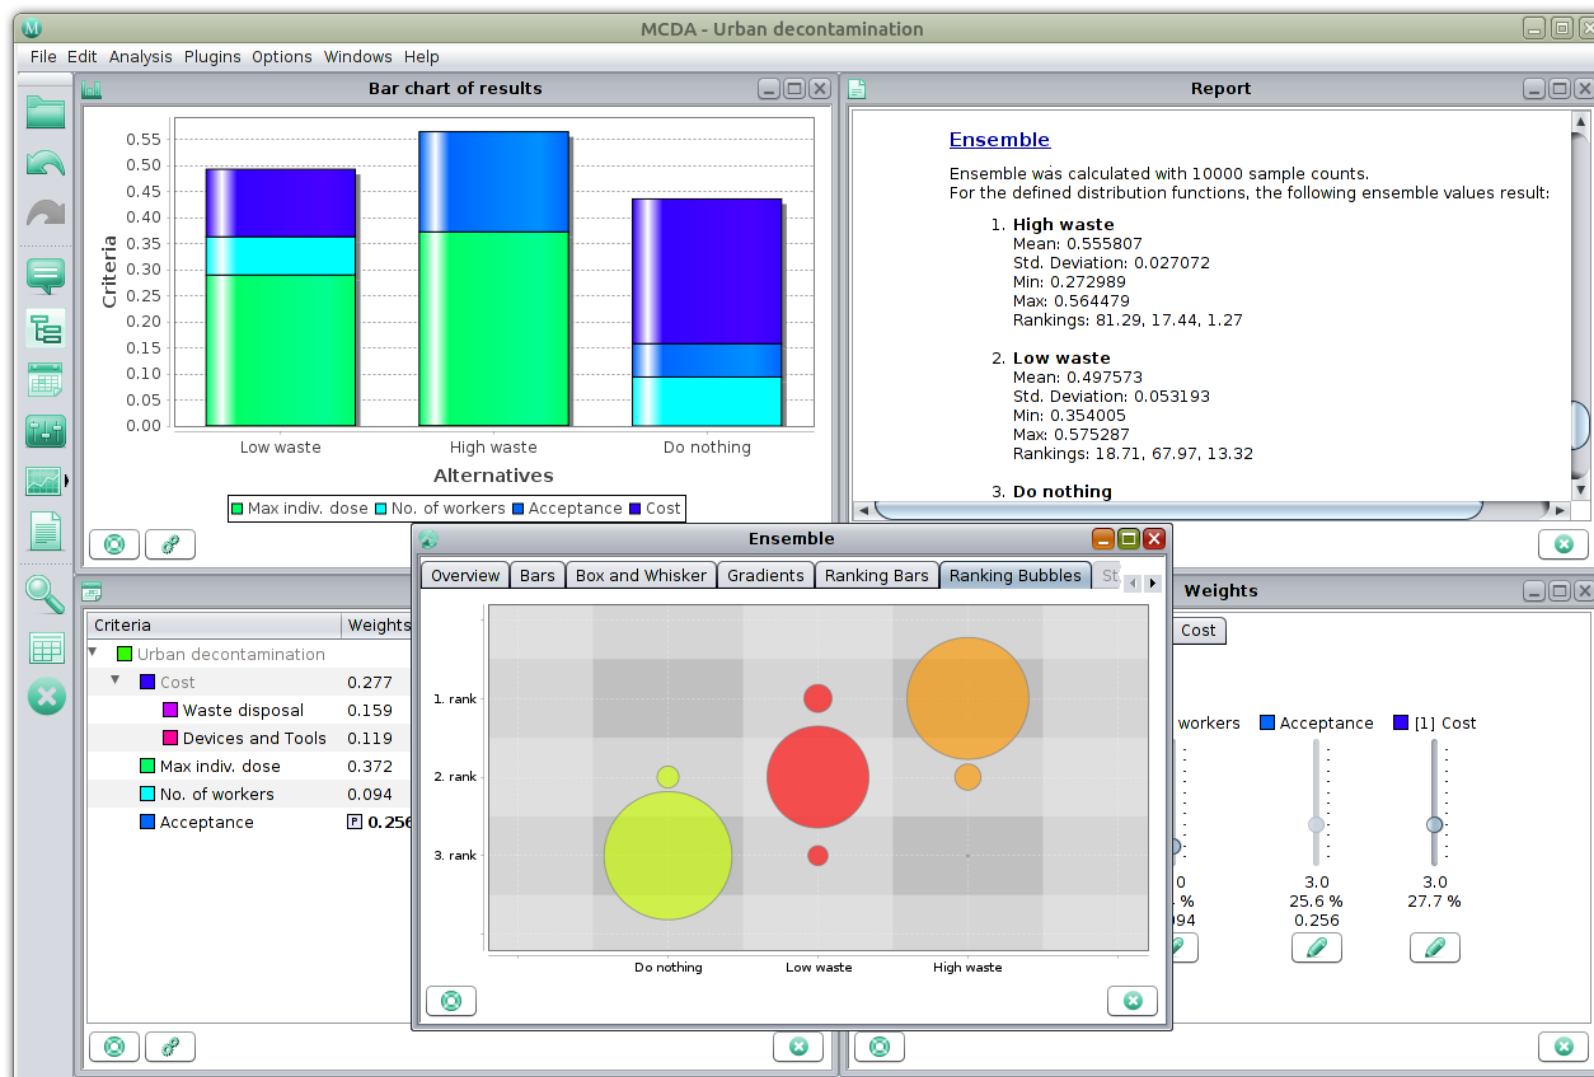 MCDA - Urban decontamination
File Edit Analysis Plugins Options Windows Help
Bar chart of results
0.55
0.50
0.45
0.40
0.35
0.30
0.25
0.20
0.15
0.10
0.05
0.00
Criteria
Low waste High waste Do nothing
Alternatives
Max indiv. dose No. of workers Acceptance Cost
Report
Ensemble
Ensemble was calculated with 10000 sample counts.
For the defined distribution functions, the following ensemble values result:
1. High waste
Mean: 0.555807
Std. Deviation: 0.027072
Min: 0.272989
Max: 0.564479
Rankings: 81.29, 17.44, 1.27
2. Low waste
Mean: 0.497573
Std. Deviation: 0.053193
Min: 0.354005
Max: 0.575287
Rankings: 18.71, 67.97, 13.32
3. Do nothing
Criteria Weights
Urban decontamination
Cost 0.277
Waste disposal 0.159
Devices and Tools 0.119
Max indiv. dose 0.372
No. of workers 0.094
Acceptance P 0.256
Ensemble
Overview Bars Box and Whisker Gradients Ranking Bars Ranking Bubbles St
1. rank
2. rank
3. rank
Do nothing Low waste High waste
Weights
Cost
workers Acceptance [1] Cost
0 3.0 3.0
% 25.6 % 27.7 %
94 0.256